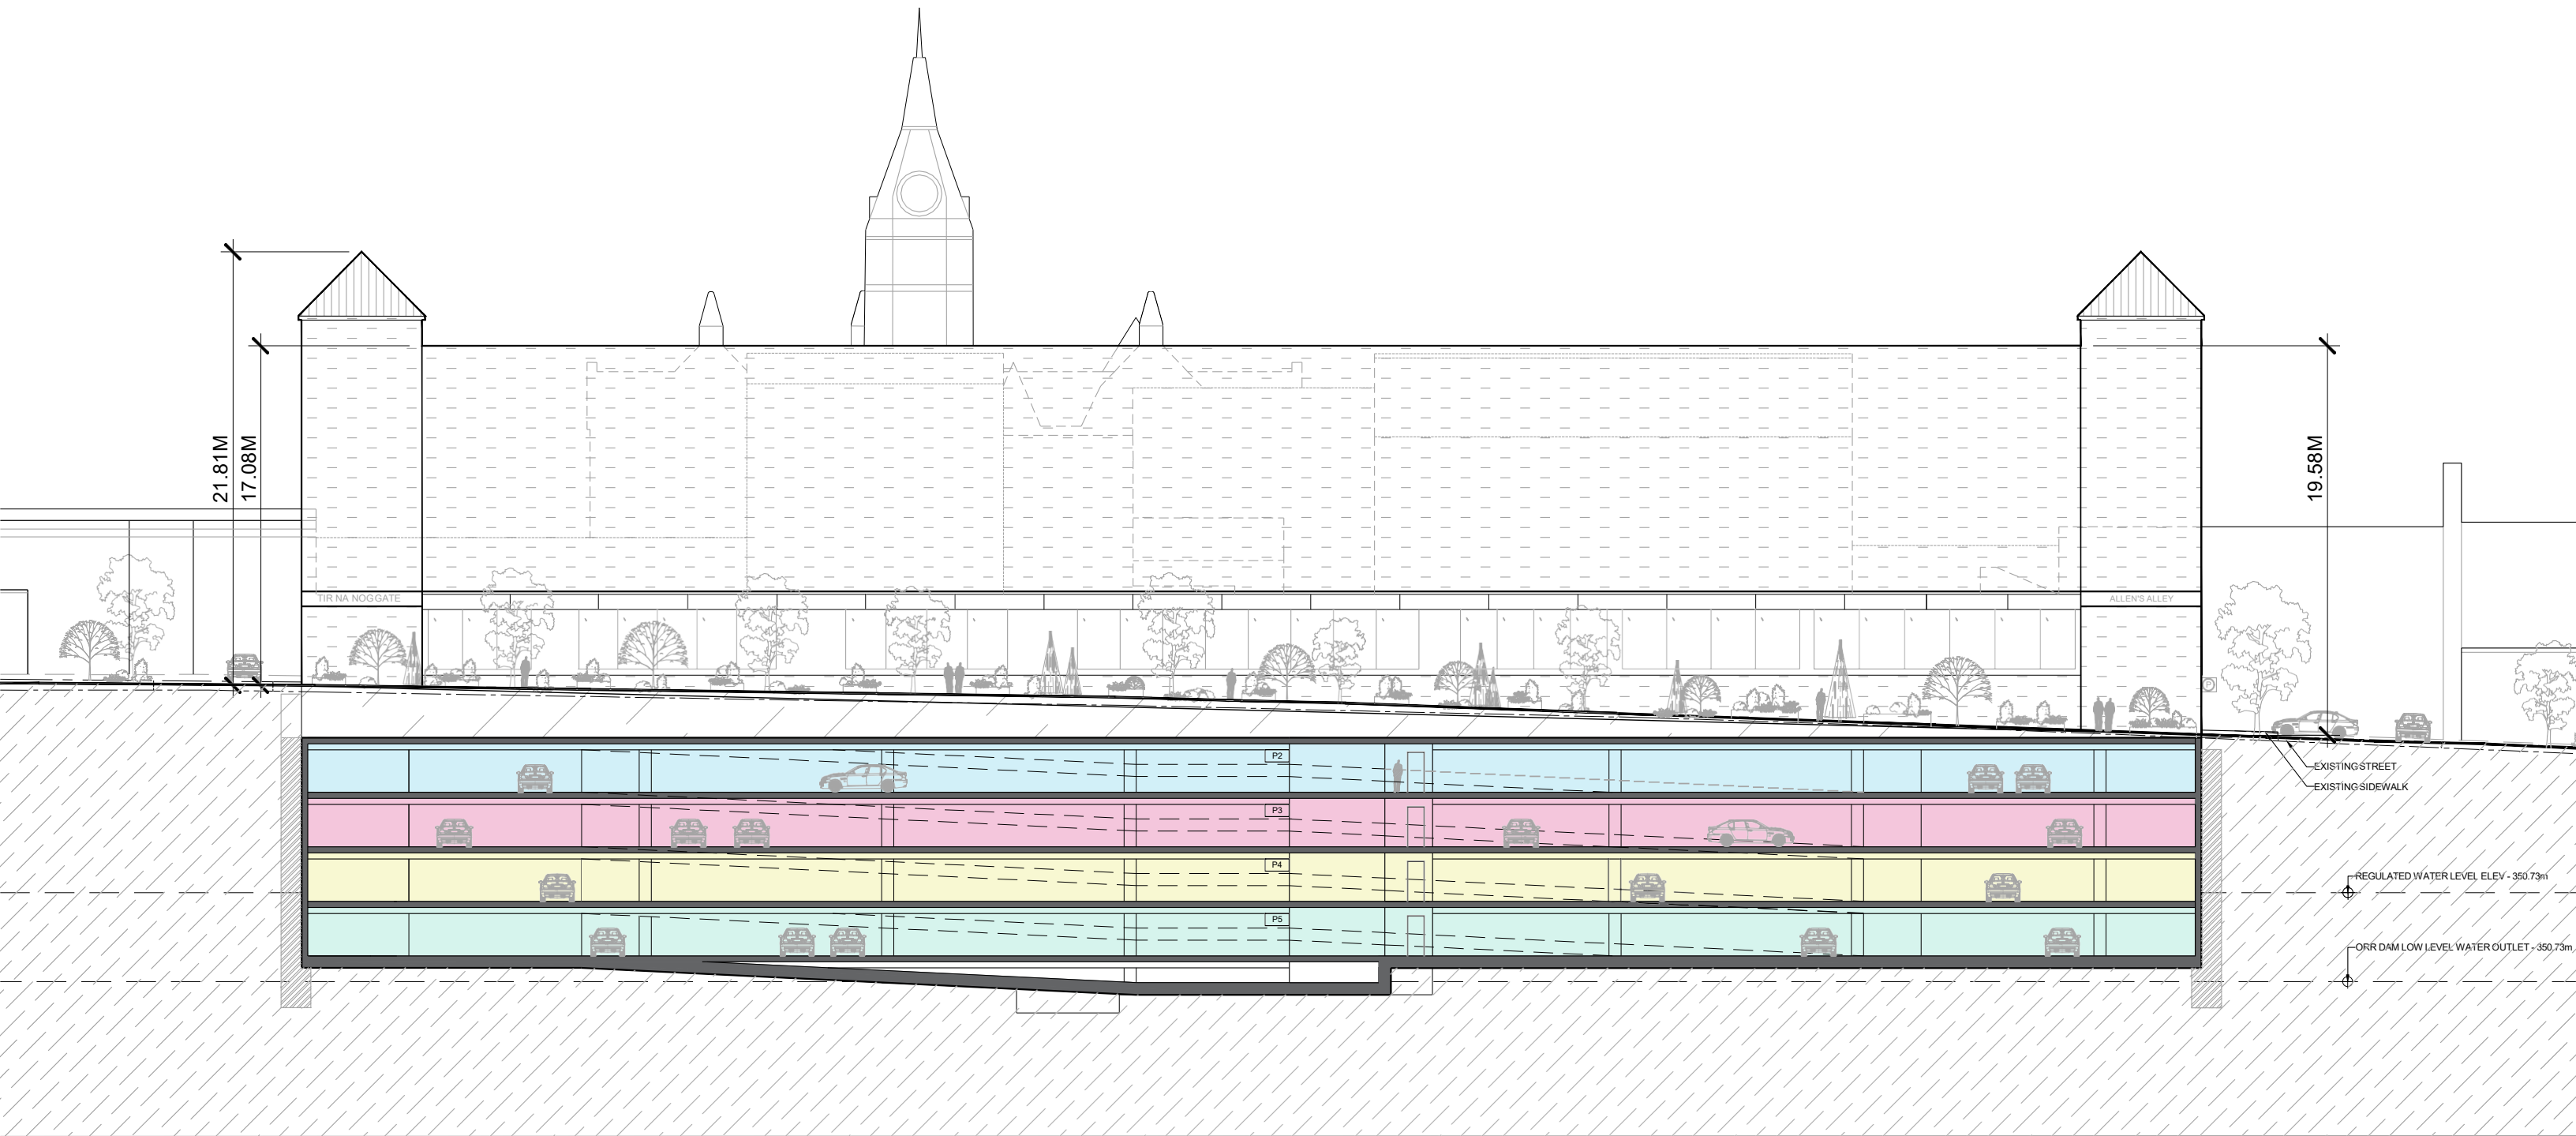 21.81M
17.08M
19.58M
TIR NA NOG GATE
ALLEN'S ALLEY
P
P2
EXISTING STREET
EXISTING SIDEWALK
P3
P4
REGULATED WATER LEVEL ELEV - 350.73m
P5
ORR DAM LOW LEVEL WATER OUTLET - 350.73m